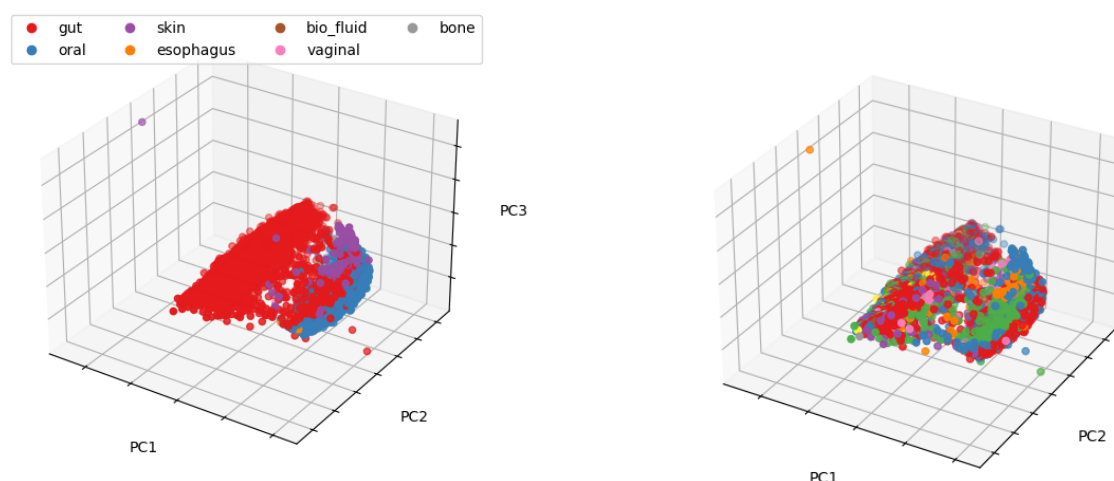 gut skin bio_fluid bone
oral esophagus vaginal
PC3
PC2
PC1
PC2
PC1